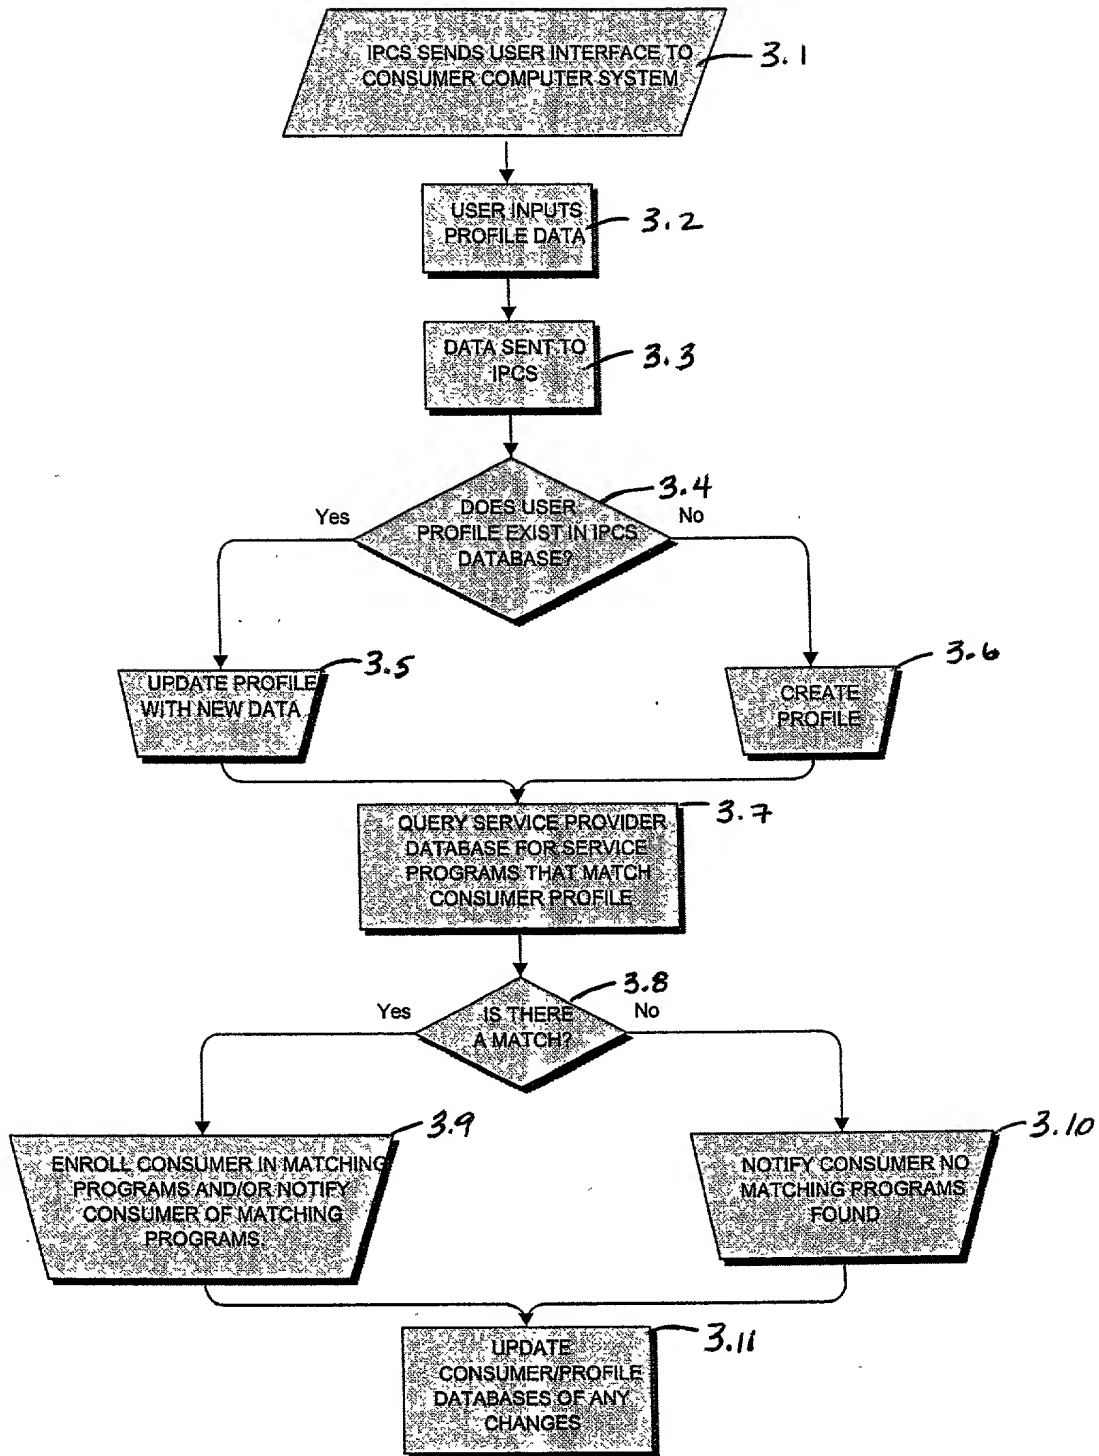 IPCS SENDS USER INTERFACE TO
CONSUMER COMPUTER SYSTEM
3.1
USER INPUTS
PROFILE DATA
3.2
DATA SENT TO
IPCS
3.3
3.4
DOES USER
PROFILE EXIST IN IPCS
DATABASE?
Yes
No
UPDATE PROFILE
WITH NEW DATA
3.5
CREATE
PROFILE
3.6
QUERY SERVICE PROVIDER
DATABASE FOR SERVICE
PROGRAMS THAT MATCH
CONSUMER PROFILE
3.7
3.8
IS THERE
A MATCH?
Yes
No
ENROLL CONSUMER IN MATCHING
PROGRAMS AND/OR NOTIFY
CONSUMER OF MATCHING
PROGRAMS.
3.9
NOTIFY CONSUMER NO
MATCHING PROGRAMS
FOUND
3.10
UPDATE
CONSUMER/PROFILE
DATABASES OF ANY
CHANGES
3.11